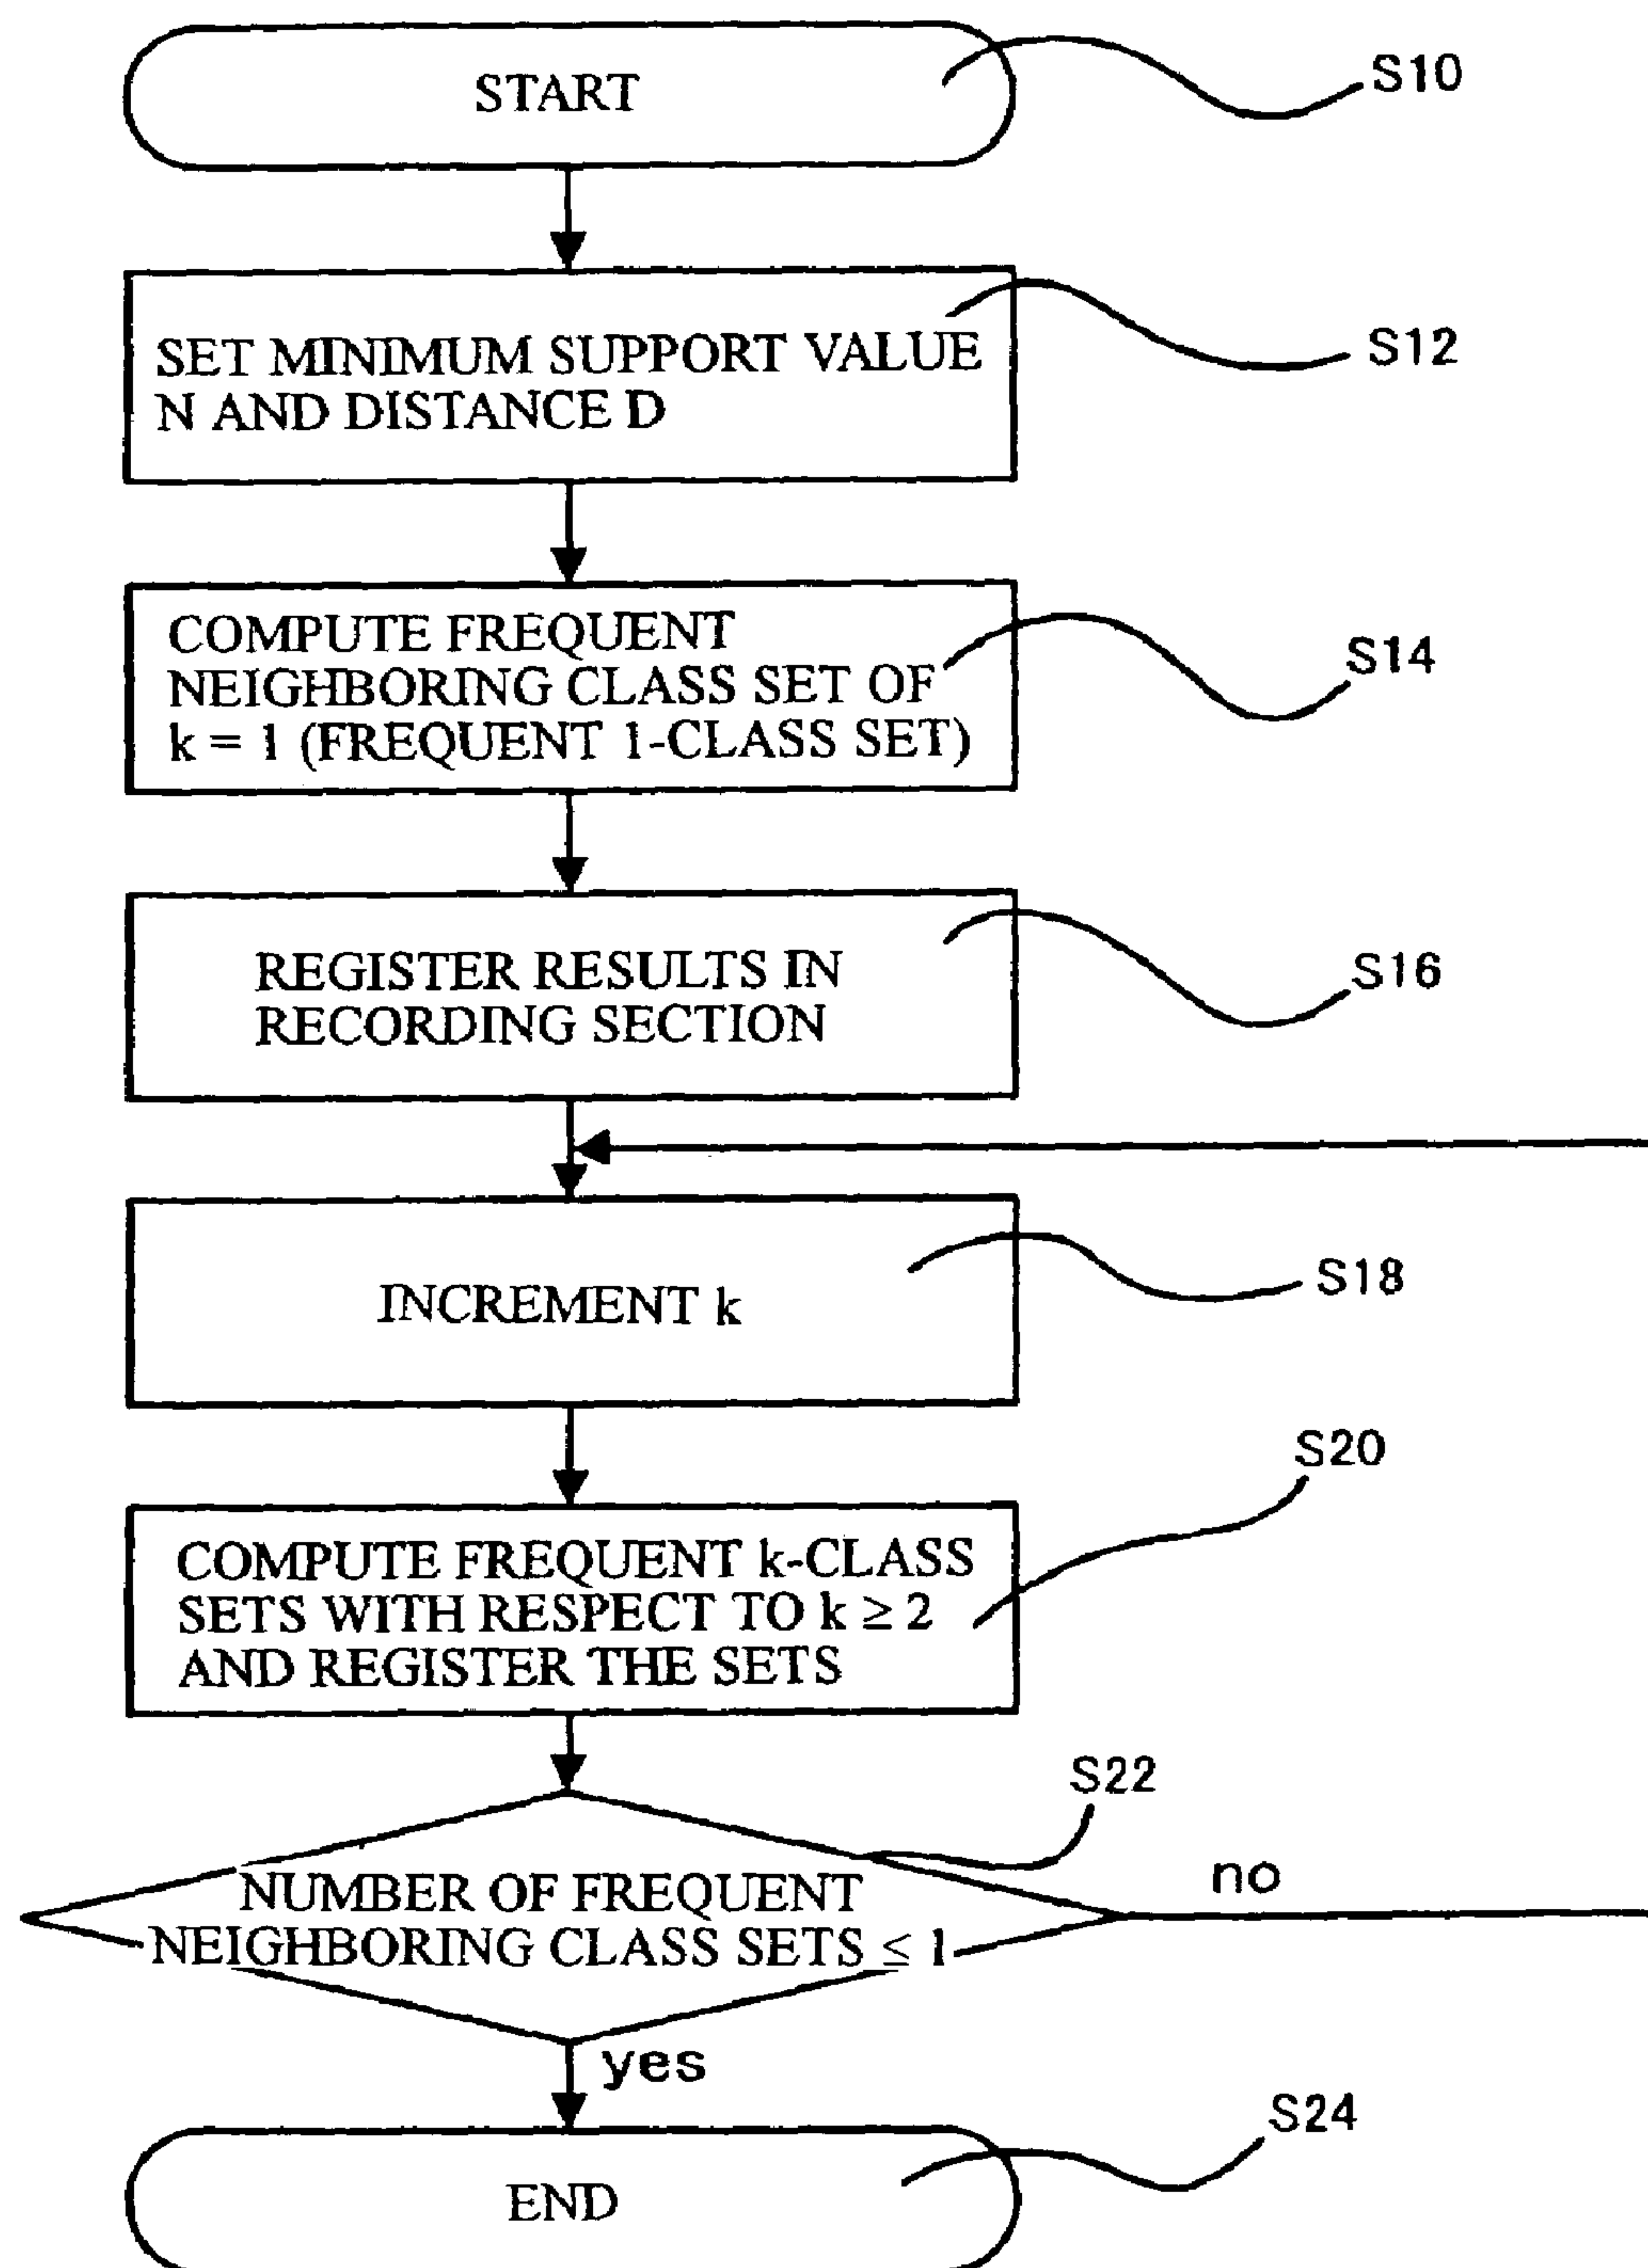 START
S10
SET MINIMUM SUPPORT VALUE
N AND DISTANCE D
S12
COMPUTE FREQUENT
NEIGHBORING CLASS SET OF
k = 1 (FREQUENT 1-CLASS SET)
S14
REGISTER RESULTS IN
RECORDING SECTION
S16
INCREMENT k
S18
S20
COMPUTE FREQUENT k-CLASS
SETS WITH RESPECT TO k ≥ 2
AND REGISTER THE SETS
S22
NUMBER OF FREQUENT
NEIGHBORING CLASS SETS ≤ 1
no
yes
S24
END